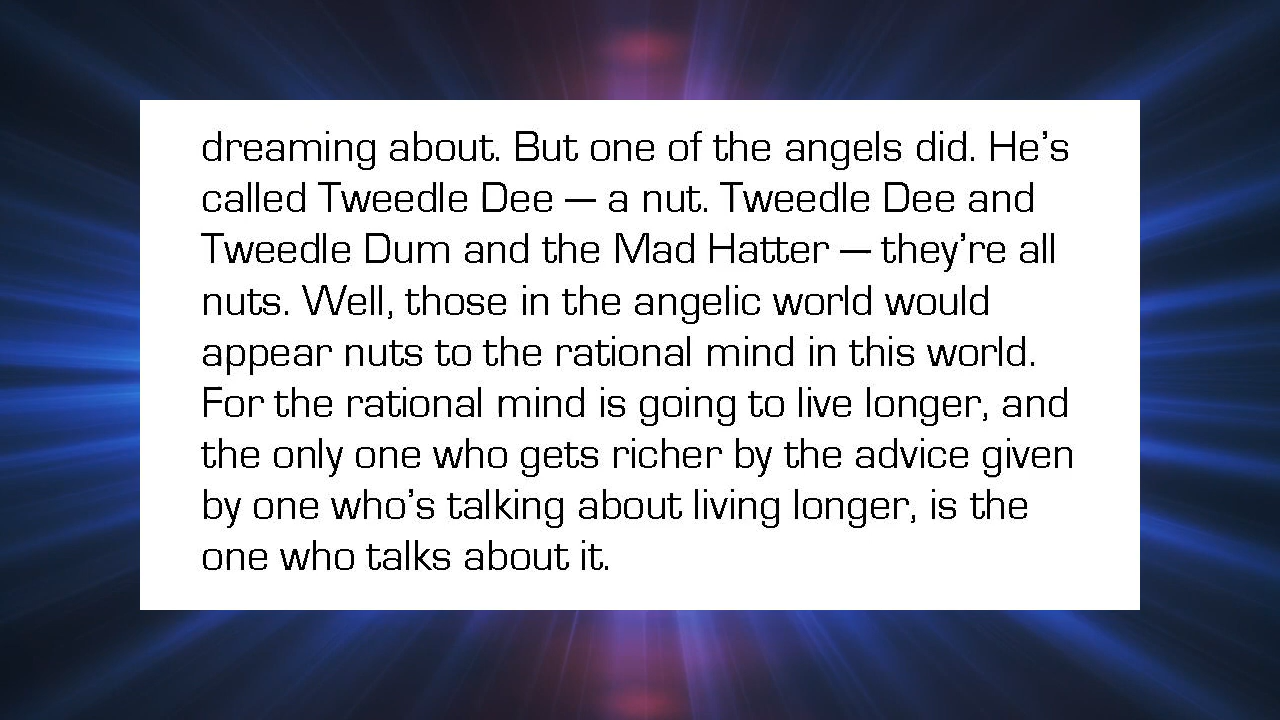 dreaming about. But one of the angels did. He’s
called Tweedle Dee — a nut. Tweedle Dee and
Tweedle Dum and the Mad Hatter — they’re all
nuts. Well, those in the angelic world would
appear nuts to the rational mind in this world.
For the rational mind is going to live longer, and
the only one who gets richer by the advice given
by one who’s talking about living longer, is the
one who talks about it.